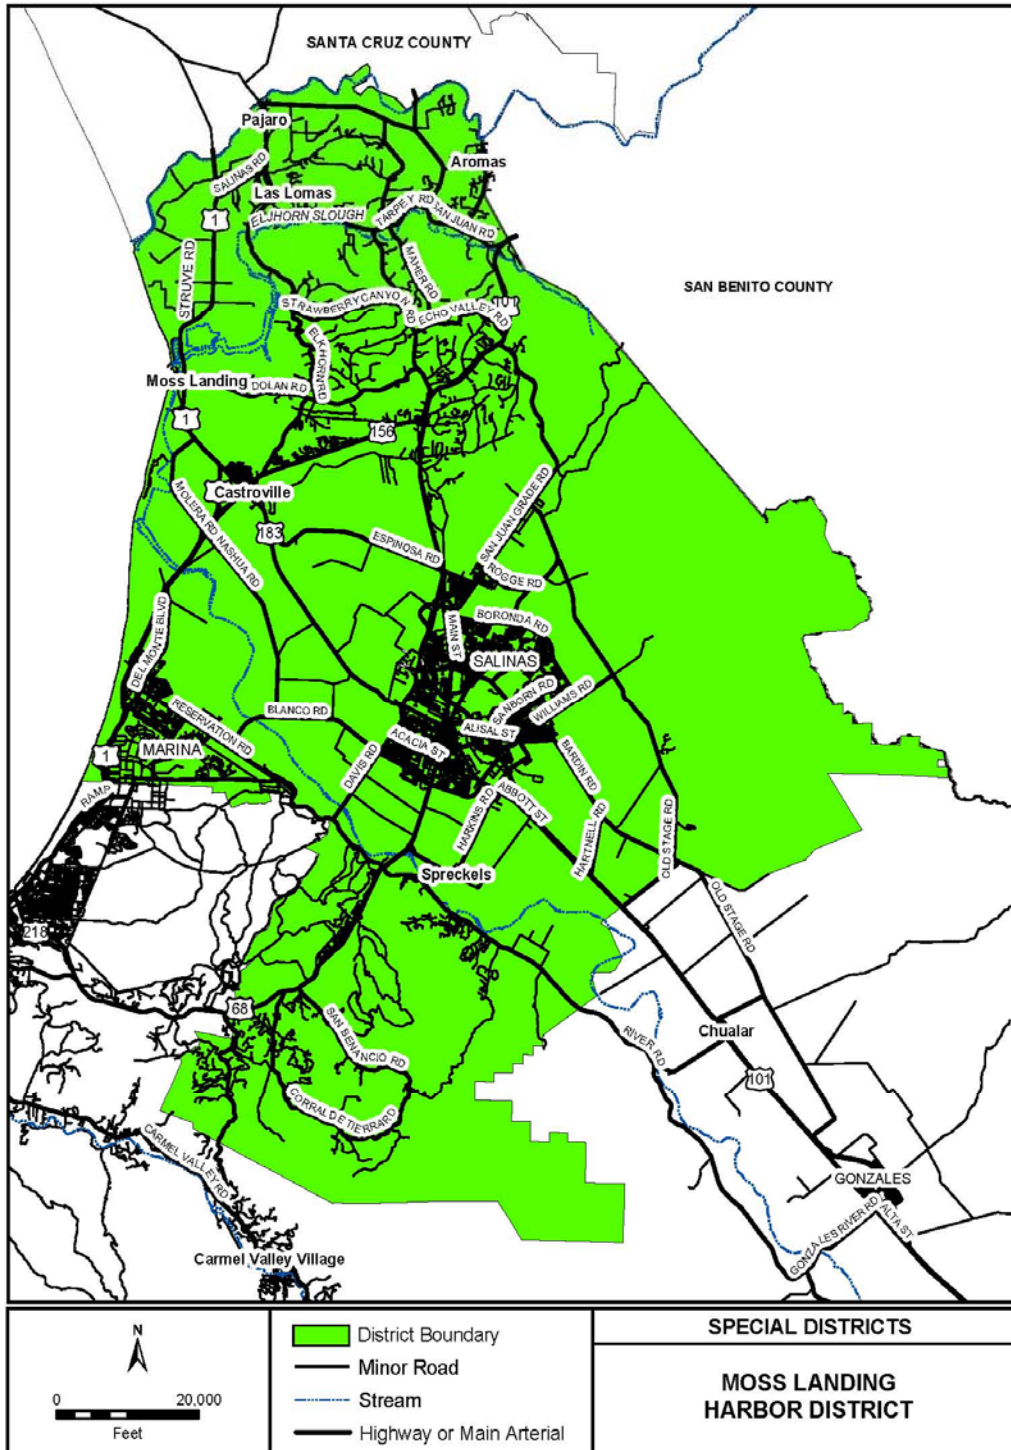 SANTA CRUZ COUNTY
Pajaro
Aromas
SALINAS RD
Las Lomas
ELJHORN SLOUGH
TARPEY RD
SAN JUAN RD
1
STRUVE RD
MAHER RD
SAN BENITO COUNTY
STRAWBERRY CANYON RD
ECHO VALLEY RD
101
ELKHORN RD
Moss Landing
DOLAN RD
1
156
Castroville
MOLERA RD
NASHUA RD
183
ESPINOSA RD
SAN JUAN GRADE RD
ROGGE RD
BORONDA RD
MAIN ST
SALINAS
DEL MONTE BLVD
SANBORN RD
WILLIAMS RD
RESERVATION RD
BLANCO RD
ALISAL ST
ACACIA ST
MARINA
1
DAVIS RD
BARDIN RD
RAMP
HARKINS RD
ABBOTT ST
HARTNELL RD
OLD STAGE RD
Spreckels
OLD STAGE RD
218
68
SAN BENANCIO RD
RIVER RD
Chualar
101
CORRAL DE TIERRA RD
CARMEL VALLEY RD
GONZALES
GONZALES RIVER RD
ALTA ST
Carmel Valley Village
N
0 20,000
Feet
District Boundary
Minor Road
Stream
Highway or Main Arterial
SPECIAL DISTRICTS
MOSS LANDING
HARBOR DISTRICT